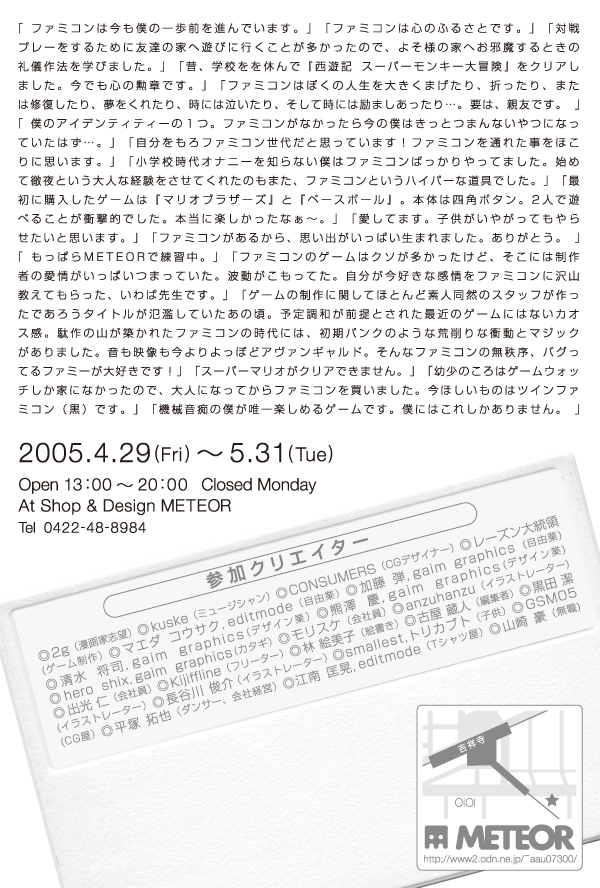 「 ファミコンは今も僕の一歩前を進んでいます。」「ファミコンは心のふるさとです。」「対戦
プレーをするために友達の家へ遊びに行くことが多かったので、よそ様の家へお邪魔するときの
礼儀作法を学びました。」「昔、学校をを休んで『西遊記 スーパーモンキー大冒険』をクリアし
ました。今でも心の勲章です。」「ファミコンはぼくの人生を大きくまげたり、折ったり、また
は修復したり、夢をくれたり、時には泣いたり、そして時には励ましあったり…。要は、親友です。 」
「 僕のアイデンティティーの１つ。ファミコンがなかったら今の僕はきっとつまんないやつになっ
ていたはず…。」「自分をもろファミコン世代だと思っています！ファミコンを通れた事をほこ
りに思います。」「小学校時代オナニーを知らない僕はファミコンばっかりやってました。始め
て徹夜という大人な経験をさせてくれたのもまた、ファミコンというハイパーな道具でした。」「最
初に購入したゲームは『マリオブラザーズ』と『ベースボール』。本体は四角ボタン。２人で遊
べることが衝撃的でした。本当に楽しかったなぁ〜。」「愛してます。子供がいやがってもやら
せたいと思います。」「ファミコンがあるから、思い出がいっぱい生まれました。ありがとう。 」
「 もっぱらMETEORで練習中。」「ファミコンのゲームはクソが多かったけど、そこには制作
者の愛情がいっぱいつまっていた。波動がこもってた。自分が今好きな感情をファミコンに沢山
教えてもらった、いわば先生です。」「ゲームの制作に関してほとんど素人同然のスタッフが作っ
たであろうタイトルが氾濫していたあの頃。予定調和が前提とされた最近のゲームにはないカオ
ス感。駄作の山が築かれたファミコンの時代には、初期パンクのような荒削りな衝動とマジック
がありました。音も映像も今よりよっぽどアヴァンギャルド。そんなファミコンの無秩序、バグっ
てるファミーが大好きです！」「スーパーマリオがクリアできません。」「幼少のころはゲームウォッ
チしか家になかったので、大人になってからファミコンを買いました。今ほしいものはツインファ
ミコン（黒）です。」「機械音痴の僕が唯一楽しめるゲームです。僕にはこれしかありません。 」
2005.4.29(Fri) 〜 5.31(Tue)
Open 13：00 〜 20：00 Closed Monday
At Shop & Design METEOR
Tel 0422-48-8984
参加クリエイター
◎2g（漫画家志望）◎kuske（ミュージシャン）◎CONSUMERS（CGデザイナー）◎レーズン大統領
（ゲーム制作）◎マエダ コウサク, editmode（自由業）◎加藤 弾, gaim graphics（自由業）
◎清水 将司, gaim graphics（デザイン業）◎熊澤 慶, gaim graphics（デザイン業）
◎hero shix, gaim graphics（カタギ）◎モリスケ（会社員）◎anzuhanzu（イラストレーター）
◎出光 仁（会社員）◎Kijiffline（フリーター）◎林 絵美子（絵書き）◎古屋 蔵人（編集者）◎黒田 潔
（イラストレーター）◎長谷川 俊介（イラストレーター）◎smallest, トリカブト（子供）◎GSM05
（CG屋）◎平塚 拓也（ダンサー、会社経営）◎江南 匡晃, editmode（Tシャツ屋）◎山崎 豪（無職）
吉祥寺
OIOI
METEOR
http://www2.odn.ne.jp/~aau07300/